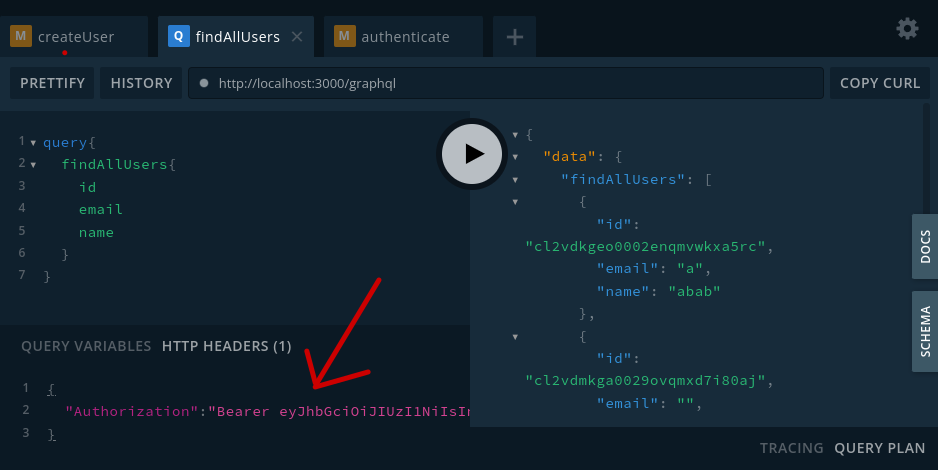 M createUser
Q findAllUsers ×
M authenticate
+
PRETTIFY
HISTORY
http://localhost:3000/graphql
COPY CURL
1 query{
2 findAllUsers{
3 id
4 email
5 name
6 }
7 }
{
"data": {
"findAllUsers": [
{
"id":
"cl2vdkgeo0002enqmvwkxa5rc",
"email": "a",
"name": "abab"
},
{
"id":
"cl2vdmkga0029ovqmxd7i80aj",
"email": "",
DOCS
SCHEMA
QUERY VARIABLES HTTP HEADERS (1)
1 {
2 "Authorization":"Bearer eyJhbGciOiJIUzI1NiIsIn
3 }
TRACING QUERY PLAN